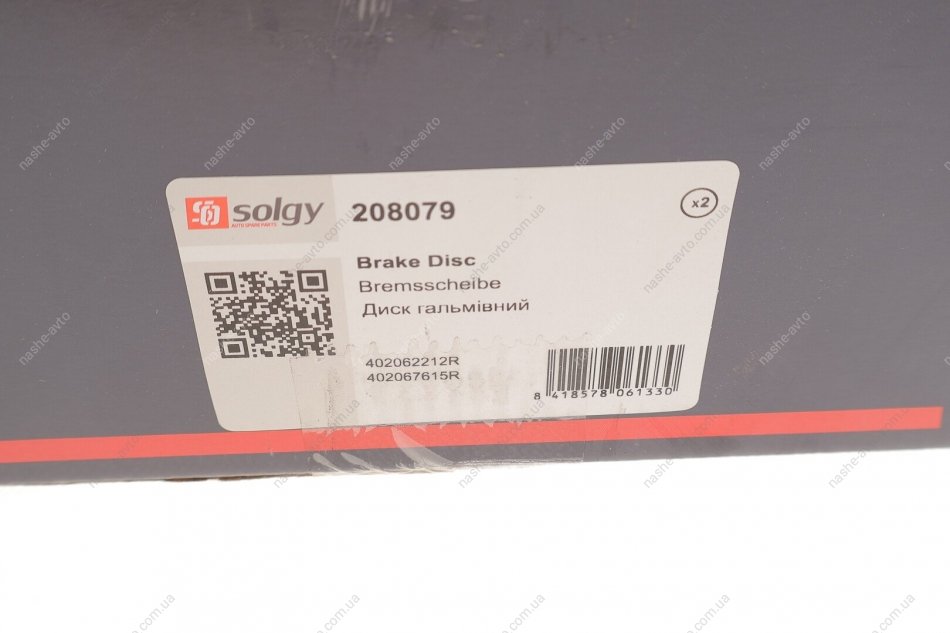 solgy
AUTO SPARE PARTS
208079
x2
Brake Disc
Bremsscheibe
Диск гальмівний
402062212R
402067615R
8 418578 061330
nashe-avto
nashe-avto.com.ua